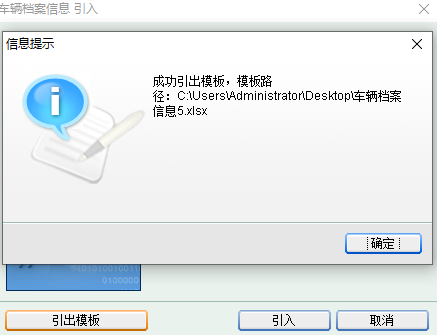 车辆档案信息 引入
信息提示
成功引出模板，模板路
径：C:\Users\Administrator\Desktop\车辆档案
信息5.xlsx
确定
1010100100110
0100000
引出模板
引入
取消